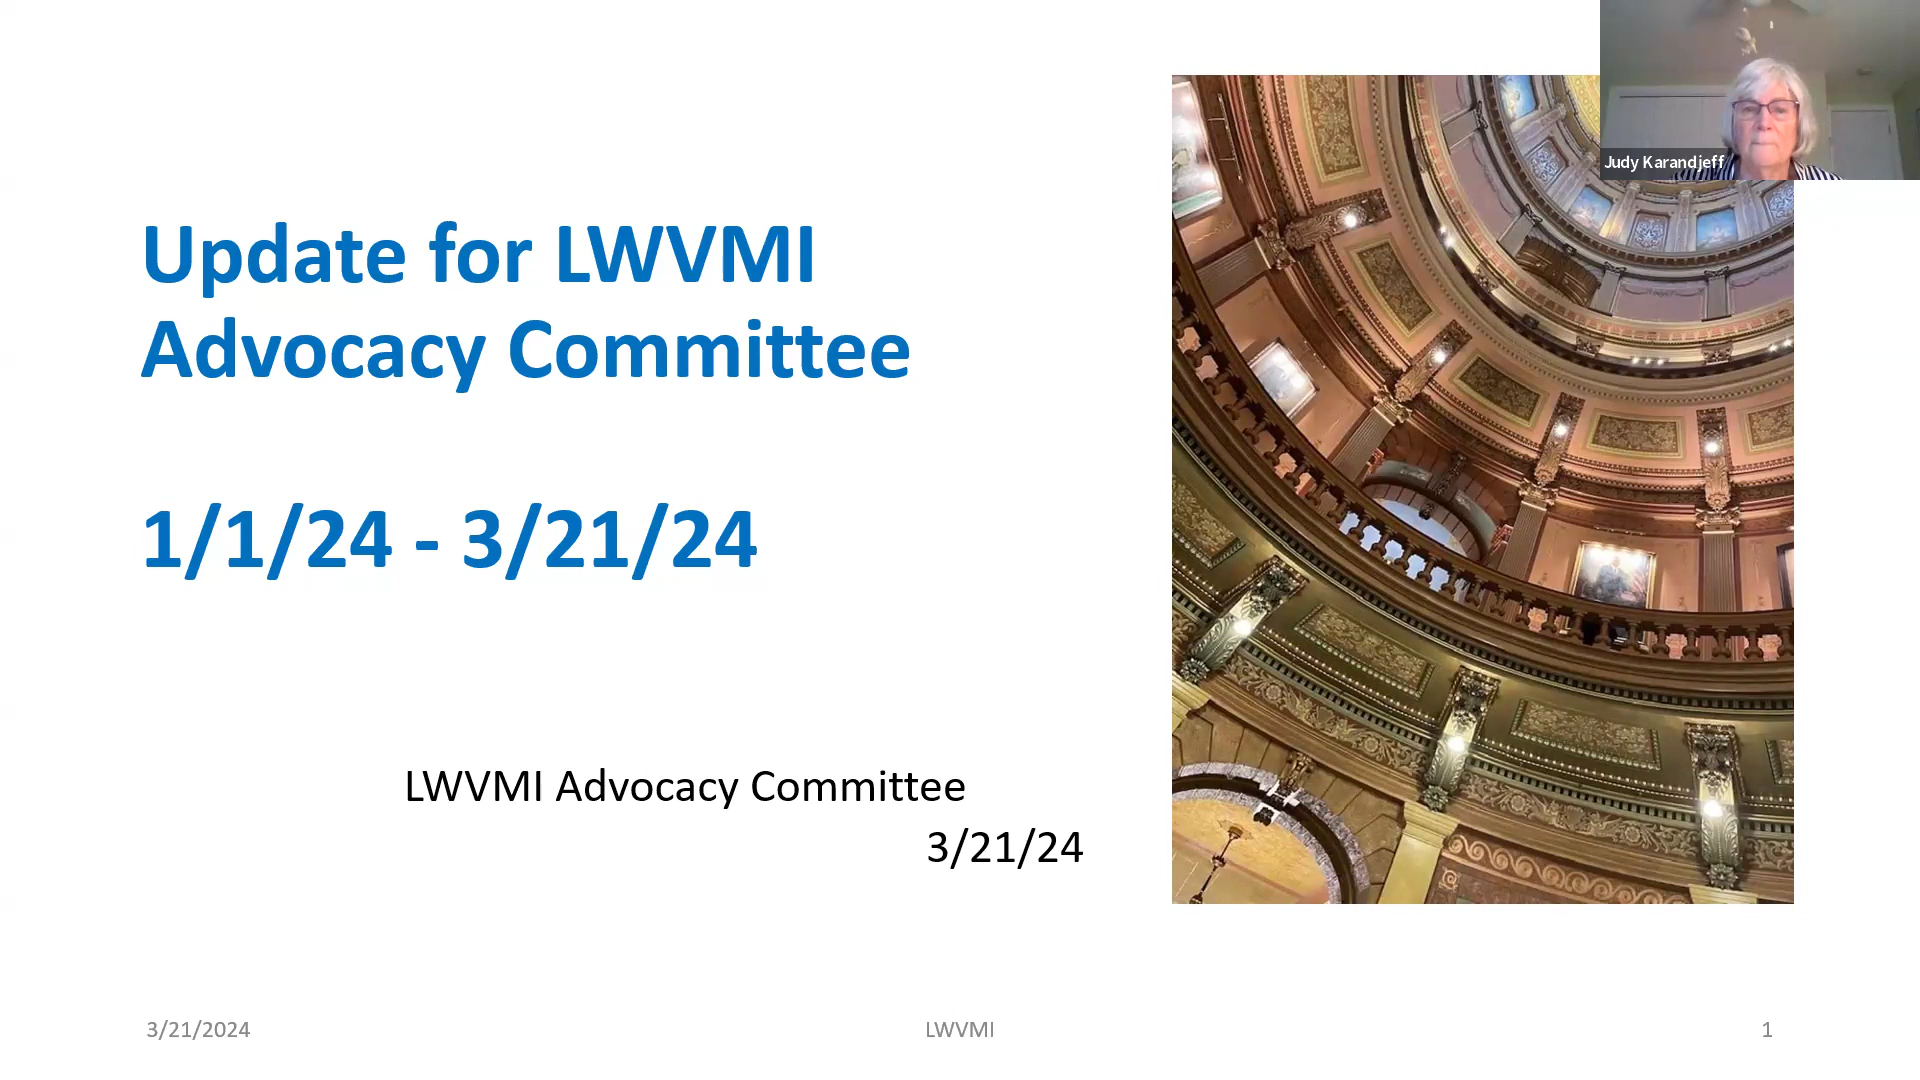 Judy Karandjeff
Update for LWVMI
Advocacy Committee
1/1/24 - 3/21/24
LWVMI Advocacy Committee
3/21/24
3/21/2024
LWVMI
1